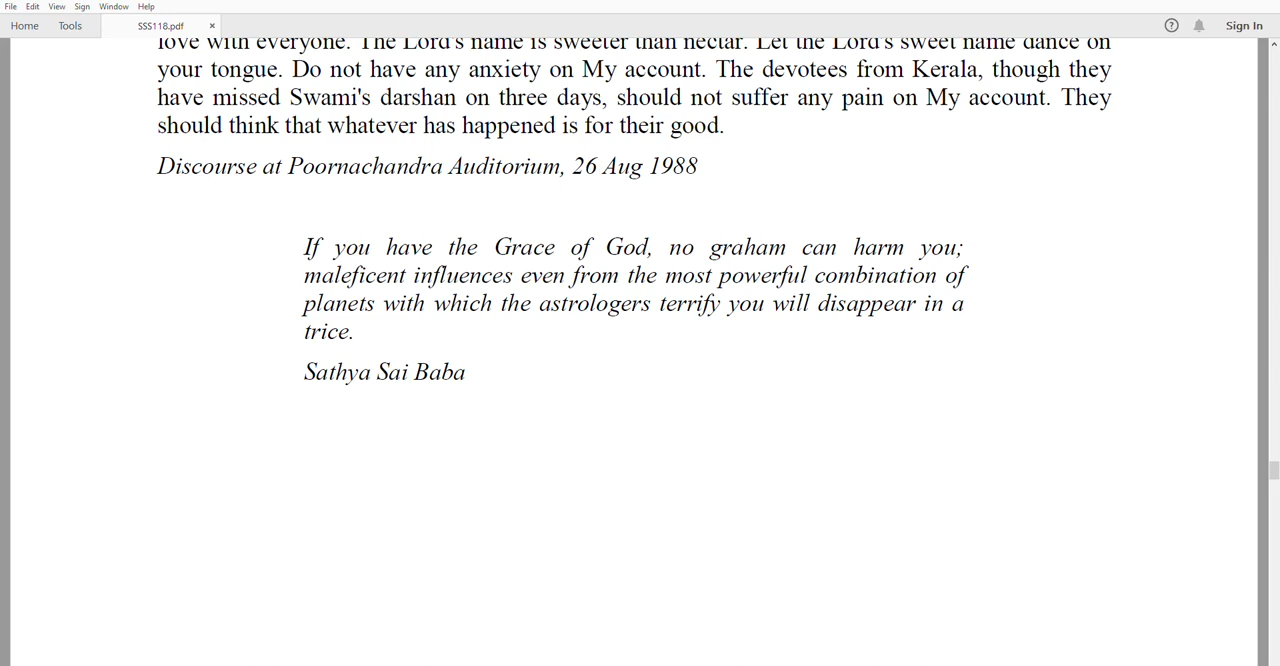 File Edit View Sign Window Help
Home Tools SSS118.pdf × ? Sign In
love with everyone. The Lord's name is sweeter than nectar. Let the Lord's sweet name dance on
your tongue. Do not have any anxiety on My account. The devotees from Kerala, though they
have missed Swami's darshan on three days, should not suffer any pain on My account. They
should think that whatever has happened is for their good.
Discourse at Poornachandra Auditorium, 26 Aug 1988
If you have the Grace of God, no graham can harm you;
maleficent influences even from the most powerful combination of
planets with which the astrologers terrify you will disappear in a
trice.
Sathya Sai Baba